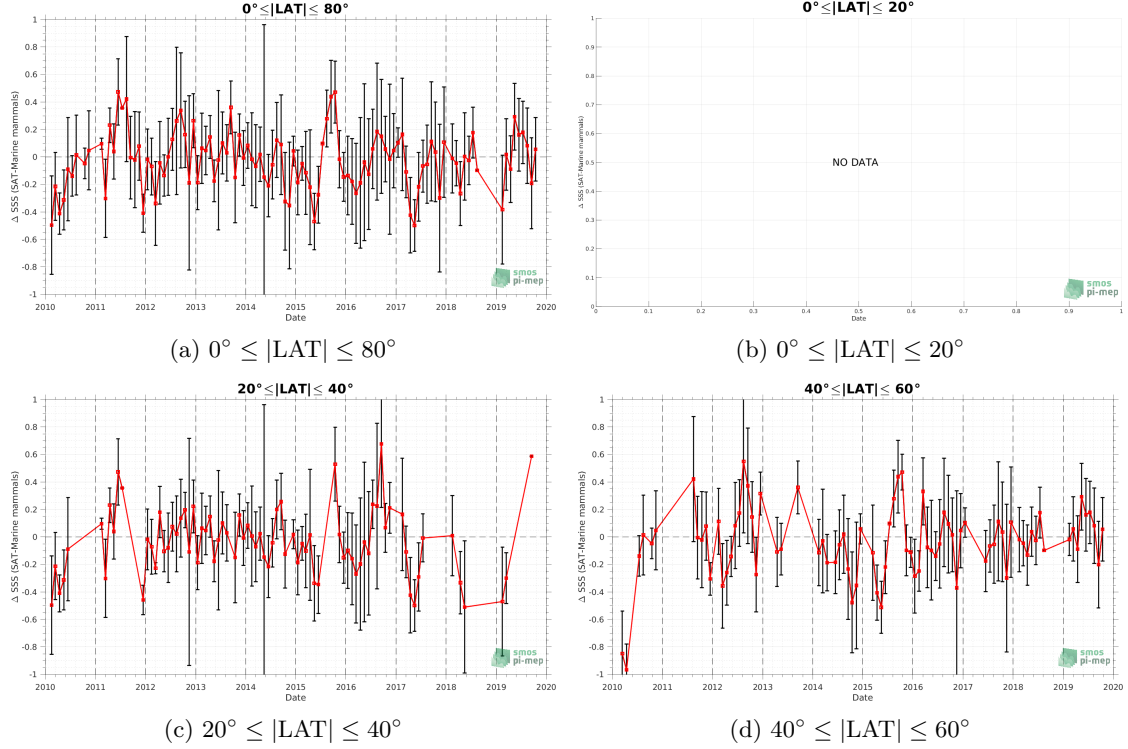 0°≤|LAT|≤ 80°
Δ SSS (SAT-Marine mammals)
1
0.8
0.6
0.4
0.2
0
-0.2
-0.4
-0.6
-0.8
-1
2010 2011 2012 2013 2014 2015 2016 2017 2018 2019 2020
Date
smos
pi-mep
(a) 0° ≤ |LAT| ≤ 80°
0°≤|LAT|≤ 20°
Δ SSS (SAT-Marine mammals)
1
0.9
0.8
0.7
0.6
0.5
0.4
0.3
0.2
0.1
0
NO DATA
0 0.1 0.2 0.3 0.4 0.5 0.6 0.7 0.8 0.9 1
Date
smos
pi-mep
(b) 0° ≤ |LAT| ≤ 20°
20°≤|LAT|≤ 40°
Δ SSS (SAT-Marine mammals)
1
0.8
0.6
0.4
0.2
0
-0.2
-0.4
-0.6
-0.8
-1
2010 2011 2012 2013 2014 2015 2016 2017 2018 2019 2020
Date
smos
pi-mep
(c) 20° ≤ |LAT| ≤ 40°
40°≤|LAT|≤ 60°
Δ SSS (SAT-Marine mammals)
1
0.8
0.6
0.4
0.2
0
-0.2
-0.4
-0.6
-0.8
-1
2010 2011 2012 2013 2014 2015 2016 2017 2018 2019 2020
Date
smos
pi-mep
(d) 40° ≤ |LAT| ≤ 60°